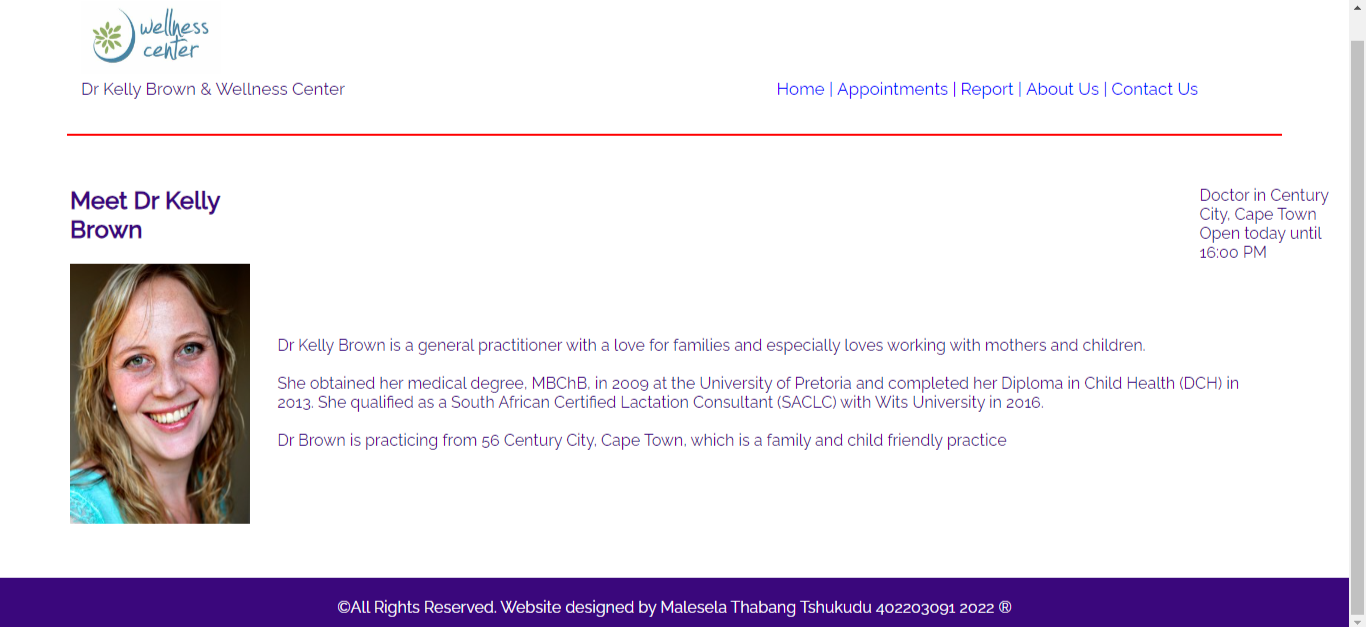 wellness
center
Dr Kelly Brown & Wellness Center
Home | Appointments | Report | About Us | Contact Us
Meet Dr Kelly
Brown
Doctor in Century
City, Cape Town
Open today until
16:00 PM
Dr Kelly Brown is a general practitioner with a love for families and especially loves working with mothers and children.
She obtained her medical degree, MBChB, in 2009 at the University of Pretoria and completed her Diploma in Child Health (DCH) in
2013. She qualified as a South African Certified Lactation Consultant (SACLC) with Wits University in 2016.
Dr Brown is practicing from 56 Century City, Cape Town, which is a family and child friendly practice
©All Rights Reserved. Website designed by Malesela Thabang Tshukudu 402203091 2022 ®